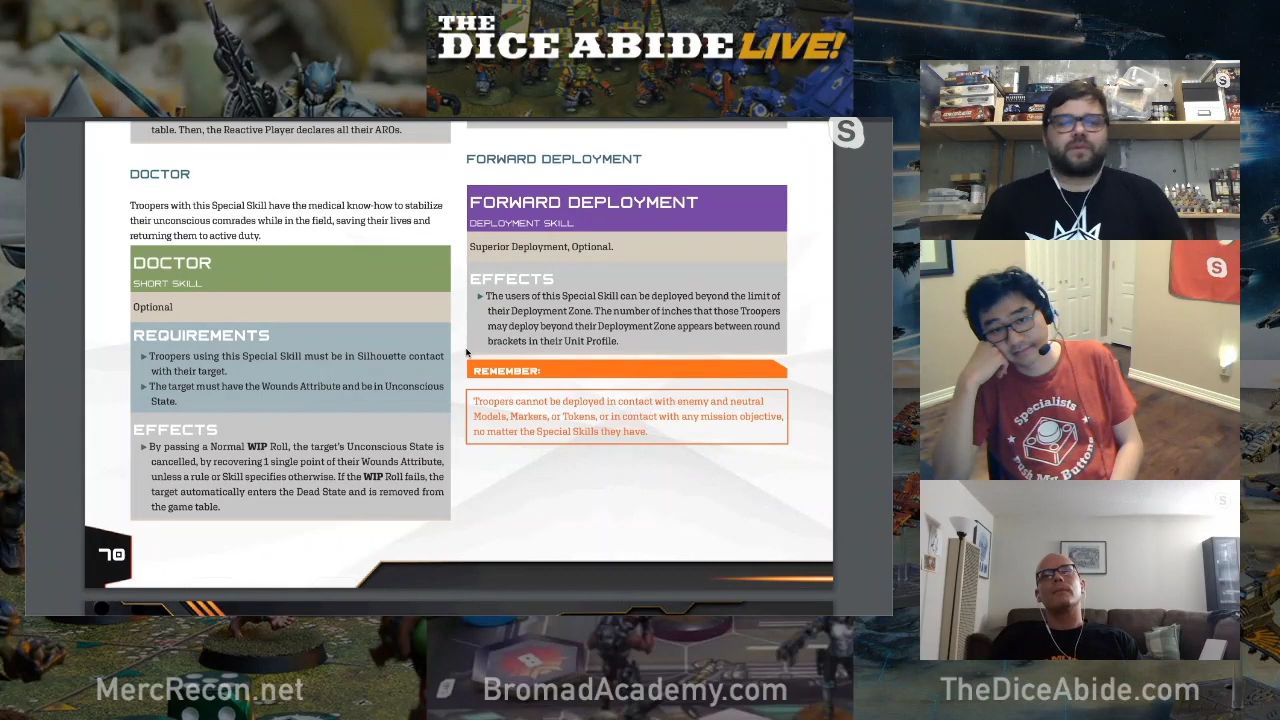 THE
DICE ABIDE LIVE!
table. Then, the Reactive Player declares all their AROs.
DOCTOR
Troopers with this Special Skill have the medical know-how to stabilize
their unconscious comrades while in the field, saving their lives and
returning them to active duty.
DOCTOR
SHORT SKILL
Optional
REQUIREMENTS
▶ Troopers using this Special Skill must be in Silhouette contact
with their target.
▶ The target must have the Wounds Attribute and be in Unconscious
State.
EFFECTS
▶ By passing a Normal WIP Roll, the target's Unconscious State is
cancelled, by recovering 1 single point of their Wounds Attribute,
unless a rule or Skill specifies otherwise. If the WIP Roll fails, the
target automatically enters the Dead State and is removed from
the game table.
70
FORWARD DEPLOYMENT
FORWARD DEPLOYMENT
DEPLOYMENT SKILL
Superior Deployment, Optional.
EFFECTS
▶ The users of this Special Skill can be deployed beyond the limit of
their Deployment Zone. The number of inches that those Troopers
may deploy beyond their Deployment Zone appears between round
brackets in their Unit Profile.
REMEMBER:
Troopers cannot be deployed in contact with enemy and neutral
Models, Markers, or Tokens, or in contact with any mission objective,
no matter the Special Skills they have.
S
S
S
S
Specialists
Push My Buttons
MercRecon.net
BromadAcademy.com
TheDiceAbide.com